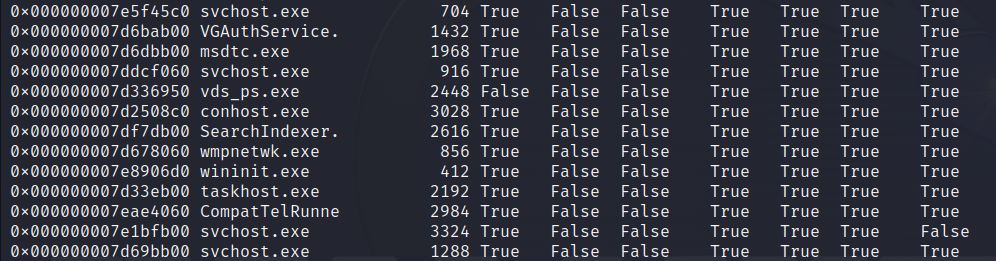 0×000000007e5f45c0 svchost.exe 704 True False False True True True True
0×000000007d6bab00 VGAuthService. 1432 True False False True True True True
0×000000007d6dbb00 msdtc.exe 1968 True False False True True True True
0×000000007ddcf060 svchost.exe 916 True False False True True True True
0×000000007d336950 vds_ps.exe 2448 False False False True True True True
0×000000007d2508c0 conhost.exe 3028 True False False True True True True
0×000000007df7db00 SearchIndexer. 2616 True False False True True True True
0×000000007d678060 wmpnetwk.exe 856 True False False True True True True
0×000000007e8906d0 wininit.exe 412 True False False True True True True
0×000000007d33eb00 taskhost.exe 2192 True False False True True True True
0×000000007eae4060 CompatTelRunne 2984 True False False True True True True
0×000000007e1bfb00 svchost.exe 3324 True False False True True True False
0×000000007d69bb00 svchost.exe 1288 True False False True True True True